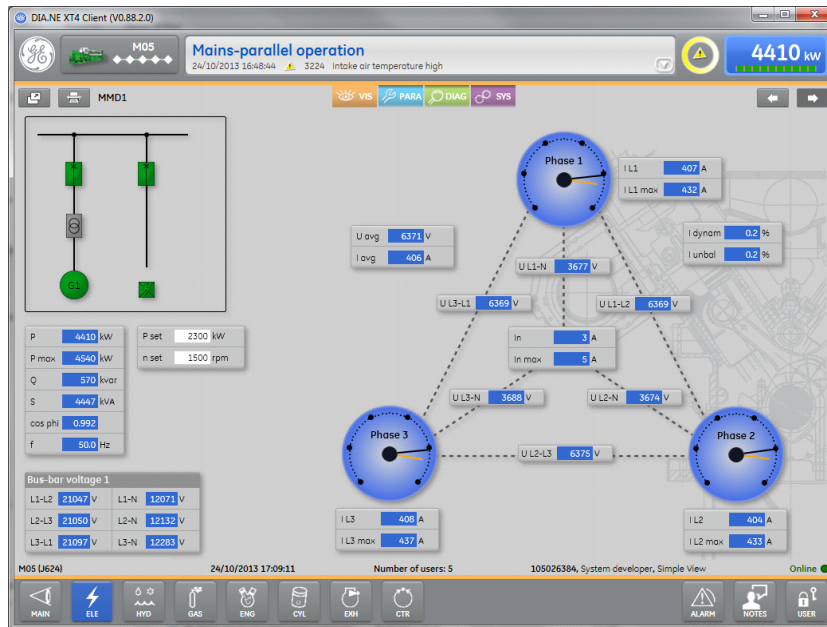 DIA.NE XT4 Client (V0.88.2.0)
GE
M05
Mains-parallel operation
24/10/2013 16:48:44 3224 Intake air temperature high
4410 kW
MMD1
VIS PARA DIAG SYS
Phase 1
I L1 407 A
I L1 max 432 A
U avg 6371 V
I avg 406 A
I dynam 0.2 %
I unbal 0.2 %
U L1-N 3677 V
G1
U L3-L1 6369 V
U L1-L2 6369 V
P 4410 kW
P max 4540 kW
Q 570 kvar
S 4447 kVA
cos phi 0.992
f 50.0 Hz
P set 2300 kW
n set 1500 rpm
In 3 A
In max 5 A
U L3-N 3688 V
U L2-N 3674 V
Phase 3
Phase 2
U L2-L3 6375 V
Bus-bar voltage 1
L1-L2 21047 V L1-N 12071 V
L2-L3 21050 V L2-N 12132 V
L3-L1 21097 V L3-N 12283 V
I L3 408 A
I L3 max 437 A
I L2 404 A
I L2 max 433 A
M05 (J624) 24/10/2013 17:09:11 Number of users: 5 105026384, System developer, Simple View Online
MAIN ELE HYD GAS ENG CYL EXH CTR ALARM NOTES USER